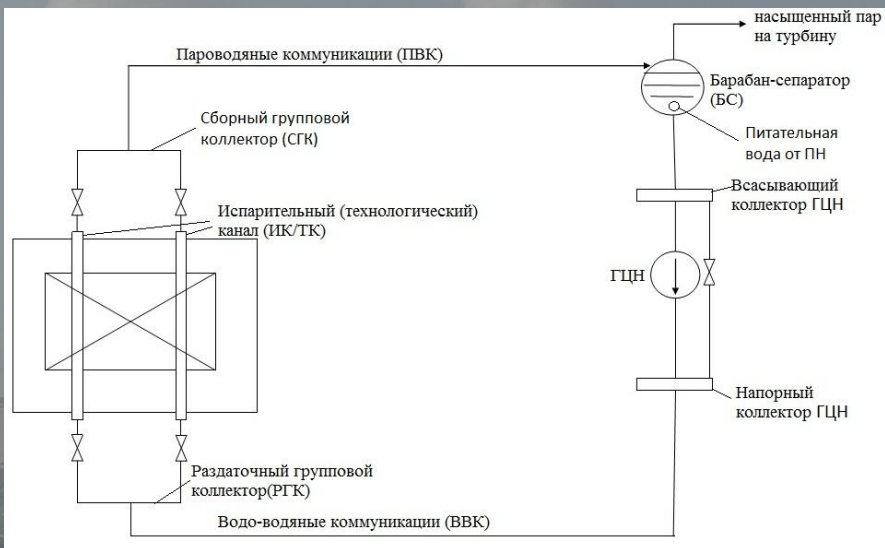 насыщенный пар
на турбину
Пароводяные коммуникации (ПВК)
Барабан-сепаратор
(БС)
Сборный групповой
коллектор (СГК)
Питательная
вода от ПН
Всасывающий
коллектор ГЦН
Испарительный (технологический)
канал (ИК/ТК)
ГЦН
Напорный
коллектор ГЦН
Раздаточный групповой
коллектор(РГК)
Водо-водяные коммуникации (ВВК)